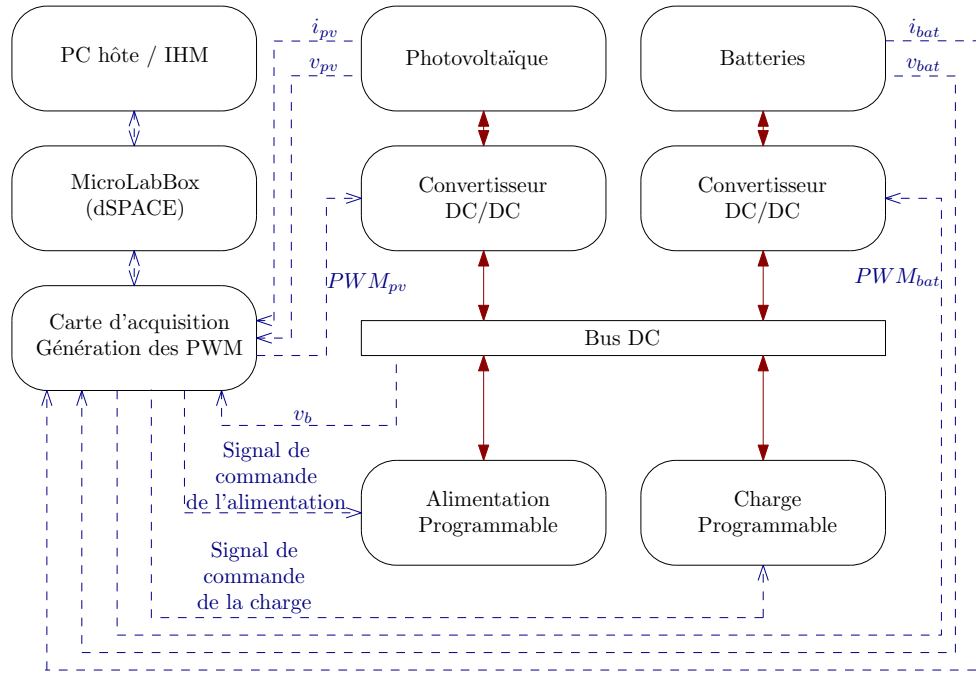 PC hôte / IHM
i_pv
v_pv
Photovoltaïque
Batteries
i_bat
v_bat
MicroLabBox
(dSPACE)
Convertisseur
DC/DC
Convertisseur
DC/DC
PWM_pv
PWM_bat
Carte d'acquisition
Génération des PWM
Bus DC
v_b
Signal de
commande
de l'alimentation
Alimentation
Programmable
Charge
Programmable
Signal de
commande
de la charge